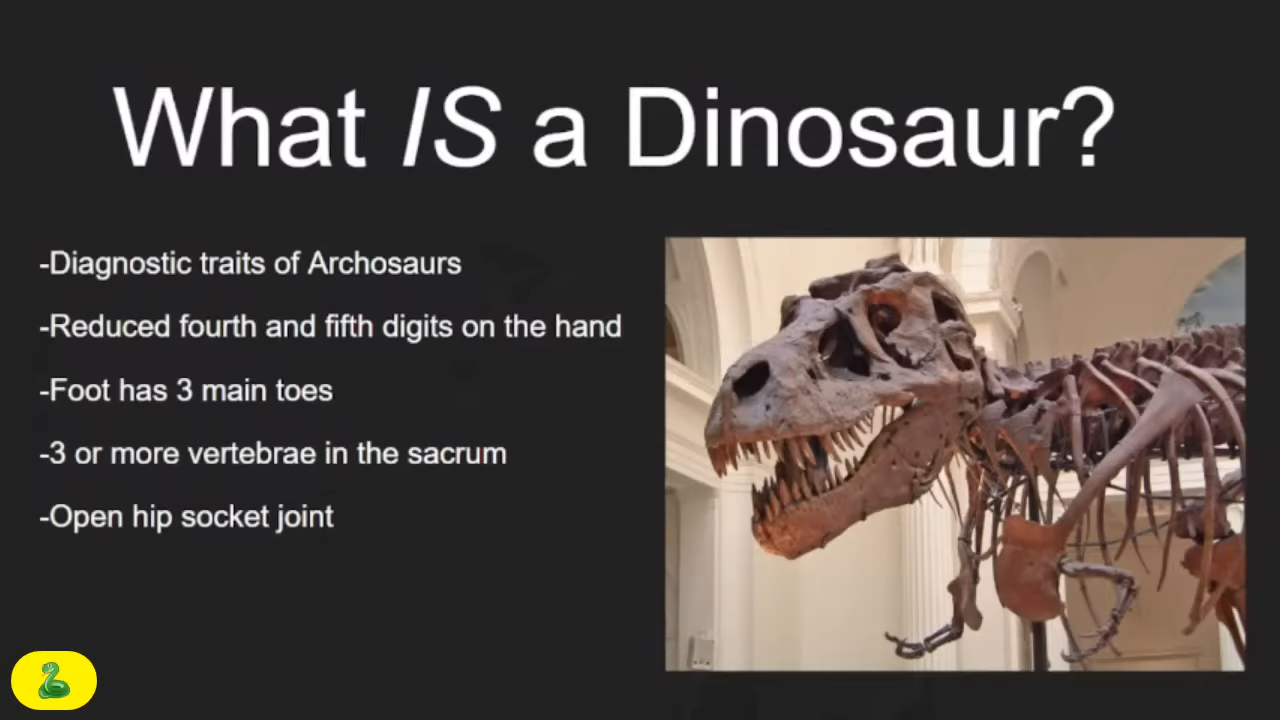 What IS a Dinosaur?
-Diagnostic traits of Archosaurs
-Reduced fourth and fifth digits on the hand
-Foot has 3 main toes
-3 or more vertebrae in the sacrum
-Open hip socket joint